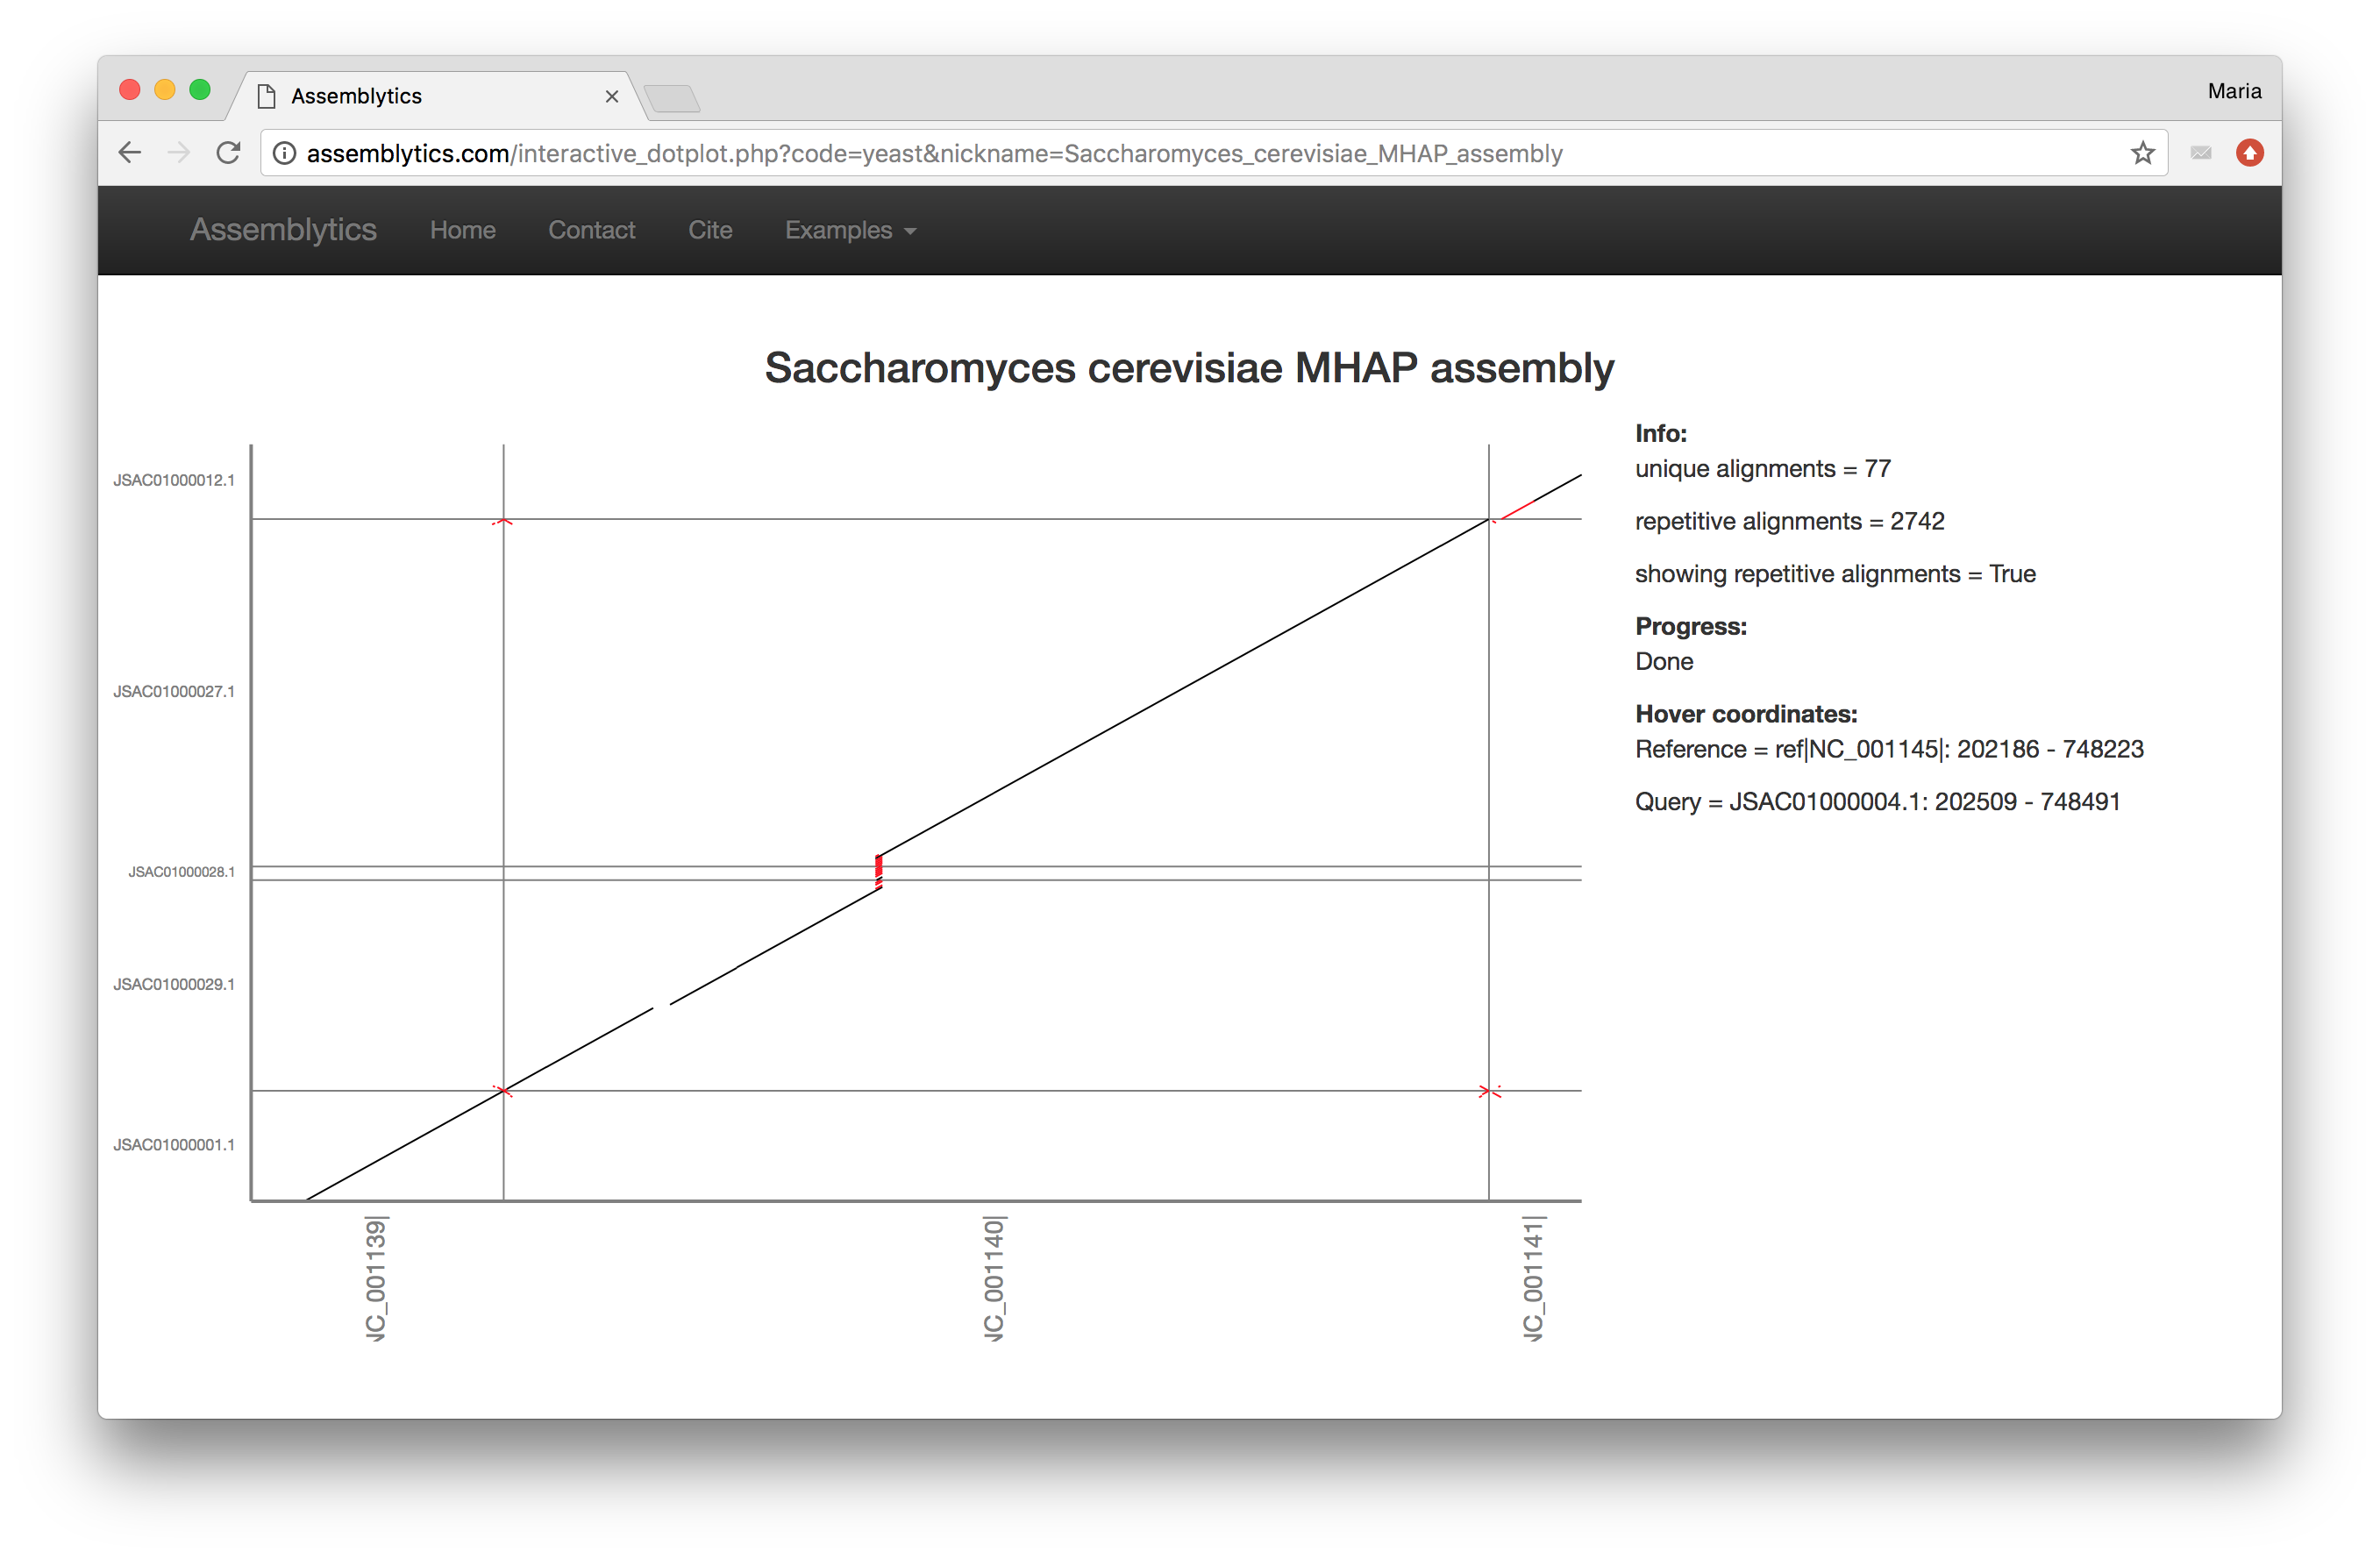 Assemblytics
Maria
assemblytics.com/interactive_dotplot.php?code=yeast&nickname=Saccharomyces_cerevisiae_MHAP_assembly
Assemblytics Home Contact Cite Examples
Saccharomyces cerevisiae MHAP assembly
JSAC01000012.1
JSAC01000027.1
JSAC01000028.1
JSAC01000029.1
JSAC01000001.1
NC_001139|
NC_001140|
NC_001141|
Info:
unique alignments = 77
repetitive alignments = 2742
showing repetitive alignments = True
Progress:
Done
Hover coordinates:
Reference = ref|NC_001145|: 202186 - 748223
Query = JSAC01000004.1: 202509 - 748491